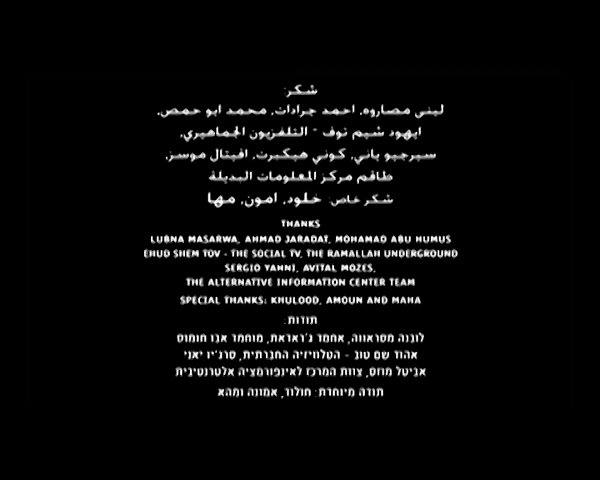 شكر:
لبنى مصاروه, احمد جرادات, محمد ابو حمص,
ايهود شيم توف - التلفزيون الجماهيري,
سيرجيو ياني, كوني هيكبرت, افيتال موسز,
طاقم مركز المعلومات البديلة
شكر خاص: خلود, امون, مها
THANKS
LUBNA MASARWA, AHMAD JARADAT, MOHAMAD ABU HUMUS
EHUD SHEM TOV - THE SOCIAL TV, THE RAMALLAH UNDERGROUND
SERGIO YAHNI, AVITAL MOZES,
THE ALTERNATIVE INFORMATION CENTER TEAM
SPECIAL THANKS: KHULOOD, AMOUN AND MAHA
תודות:
לובנה מסראווה, אחמד ג'ראדאת, מוחמד אבו חומוס
אהוד שם טוב - הטלוויזיה החברתית, סרג'יו יאני
אביטל מוזס, צוות המרכז לאינפורמציה אלטרנטיבית
תודה מיוחדת: חולוד, אמונה ומהא